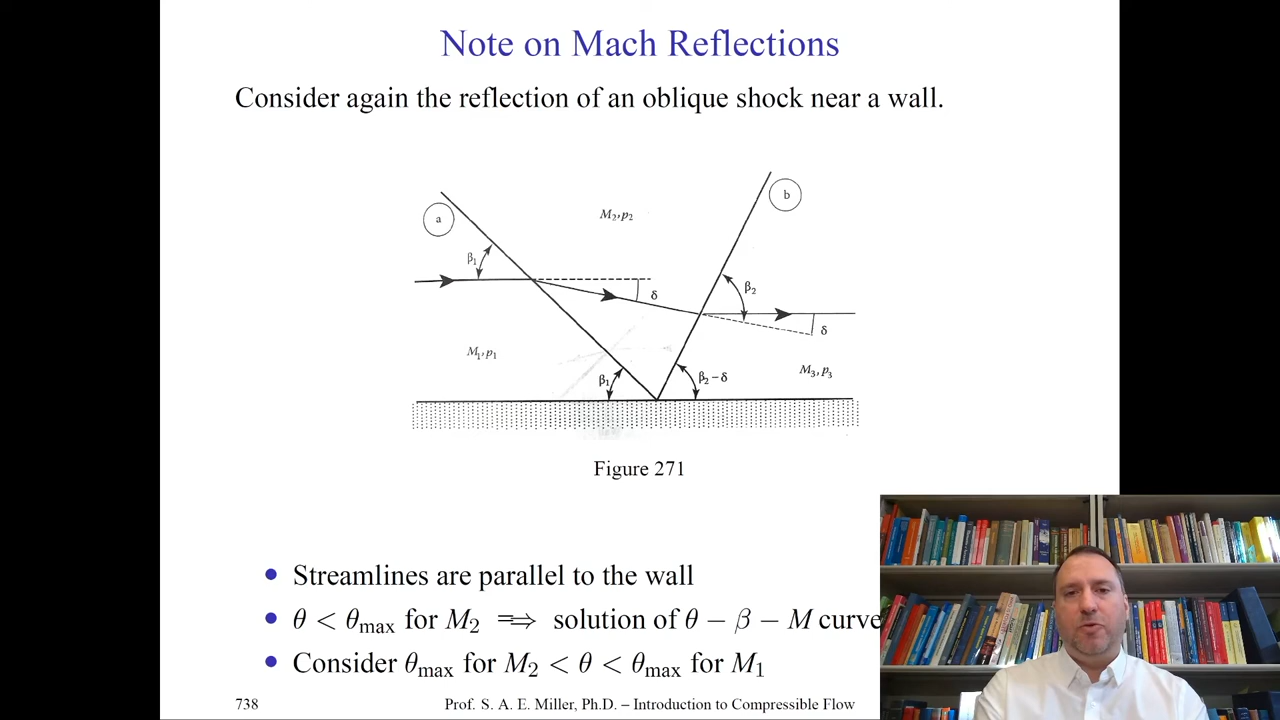 Note on Mach Reflections
Consider again the reflection of an oblique shock near a wall.
a
b
M₂,p₂
β₁
δ
β₂
δ
M₁,p₁
β₁
β₂−δ
M₃,p₃
Figure 271
• Streamlines are parallel to the wall
• θ < θmax for M₂ ⟹ solution of θ − β − M curve
• Consider θmax for M₂ < θ < θmax for M₁
738
Prof. S. A. E. Miller, Ph.D. – Introduction to Compressible Flow